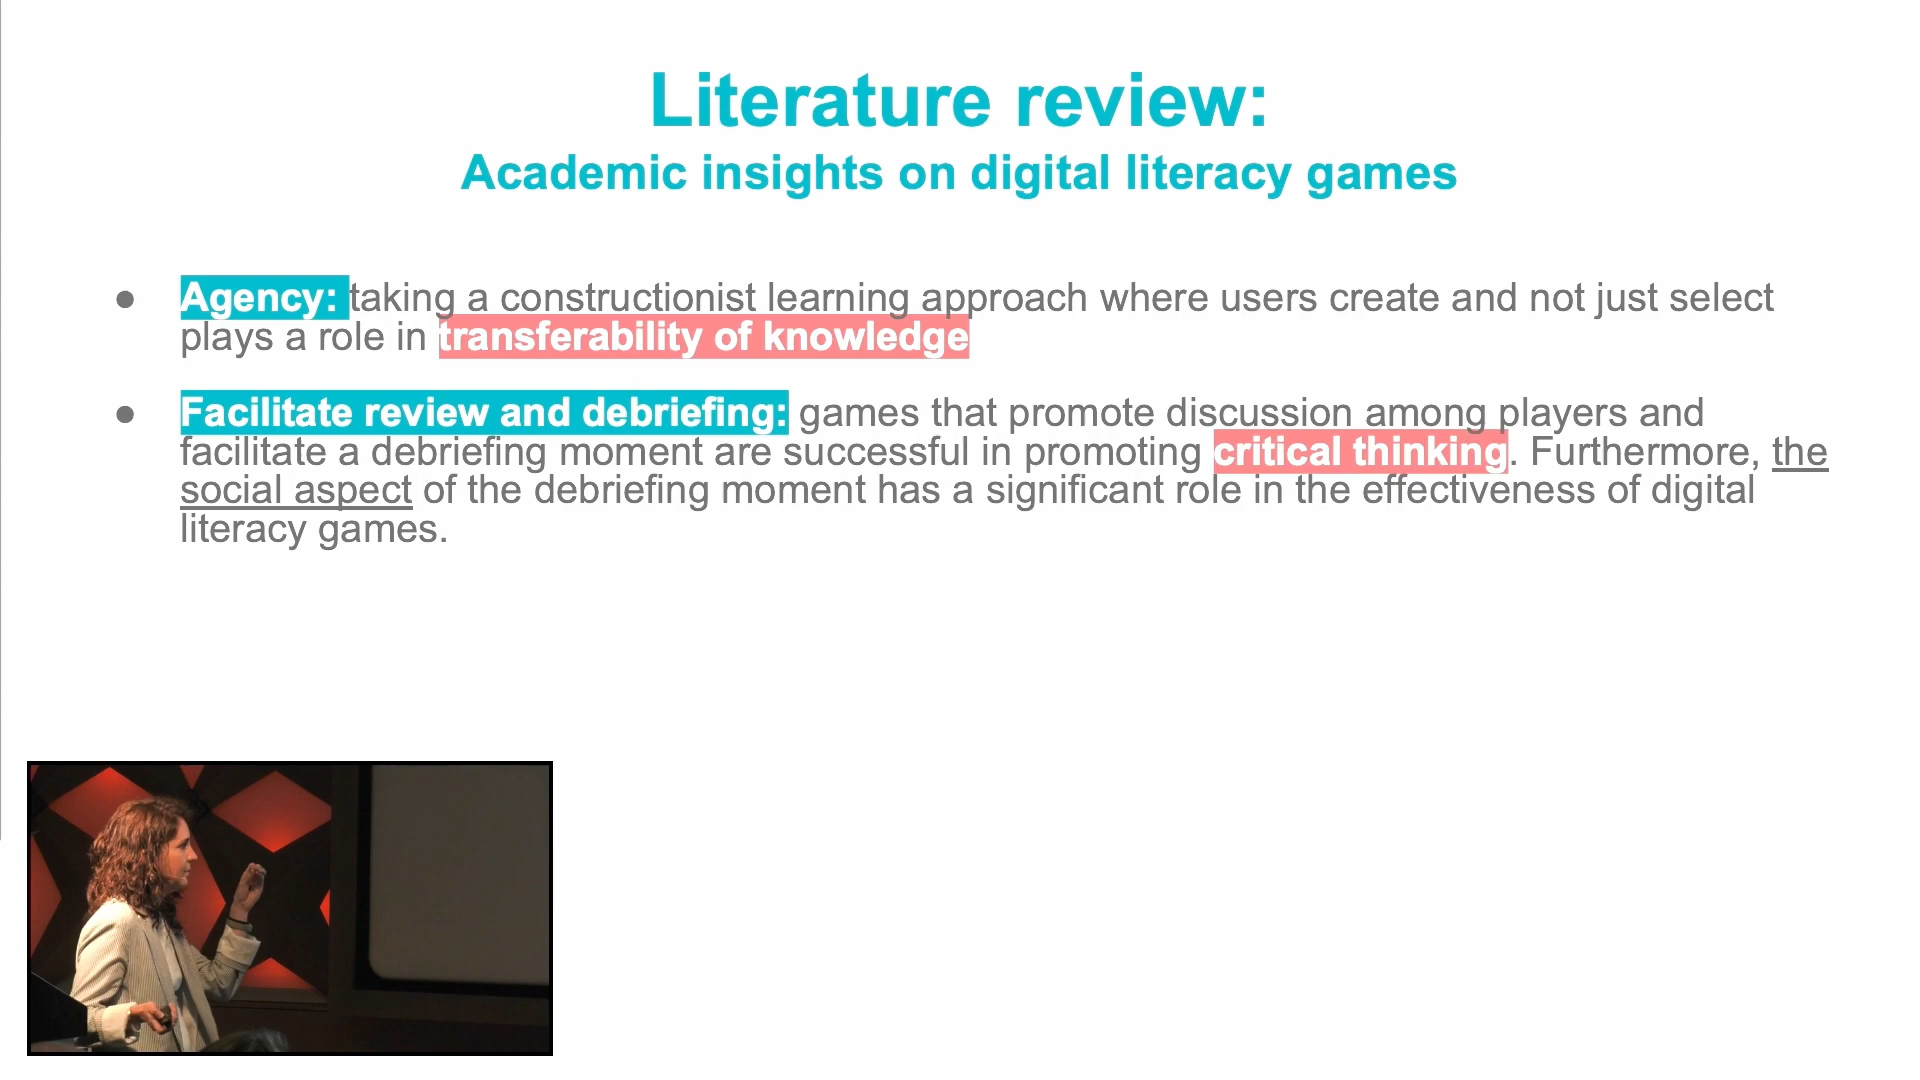 Literature review:
Academic insights on digital literacy games
● Agency: taking a constructionist learning approach where users create and not just select
plays a role in transferability of knowledge
● Facilitate review and debriefing: games that promote discussion among players and
facilitate a debriefing moment are successful in promoting critical thinking. Furthermore, the
social aspect of the debriefing moment has a significant role in the effectiveness of digital
literacy games.